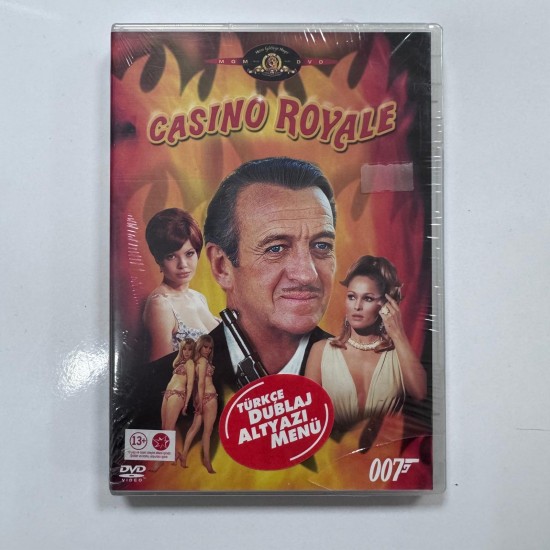 MGM DVD
CASINO ROYALE
TÜRKÇE
DUBLAJ
ALTYAZI
MENÜ
13+
DVD
VIDEO
007